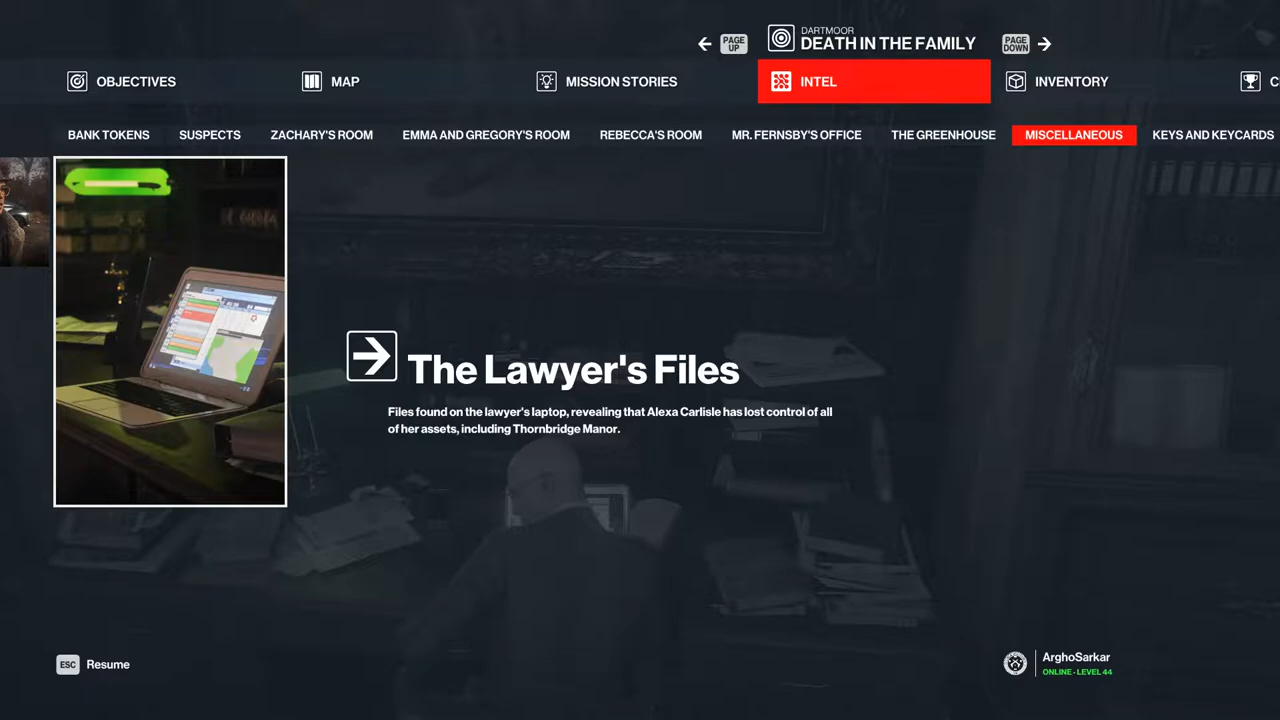 PAGE UP
DARTMOOR
DEATH IN THE FAMILY
PAGE DOWN
OBJECTIVES
MAP
MISSION STORIES
INTEL
INVENTORY
C
BANK TOKENS
SUSPECTS
ZACHARY'S ROOM
EMMA AND GREGORY'S ROOM
REBECCA'S ROOM
MR. FERNSBY'S OFFICE
THE GREENHOUSE
MISCELLANEOUS
KEYS AND KEYCARDS
The Lawyer's Files
Files found on the lawyer's laptop, revealing that Alexa Carlisle has lost control of all
of her assets, including Thornbridge Manor.
ESC Resume
ArghoSarkar
ONLINE - LEVEL 44